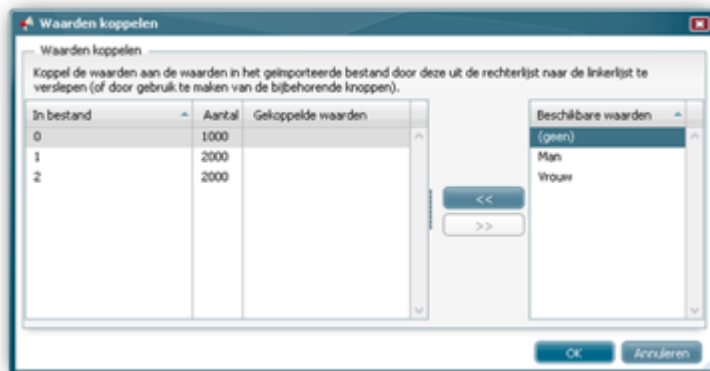 Waarden koppelen
Waarden koppelen
Koppel de waarden aan de waarden in het geïmporteerde bestand door deze uit de rechterlijst naar de linkerlijst te
verslepen (of door gebruik te maken van de bijbehorende knoppen).
In bestand Aantal Gekoppelde waarden Beschikbare waarden
0 1000 (geen)
1 2000 Man
2 2000 Vrouw
<<
>>
OK Annuleren